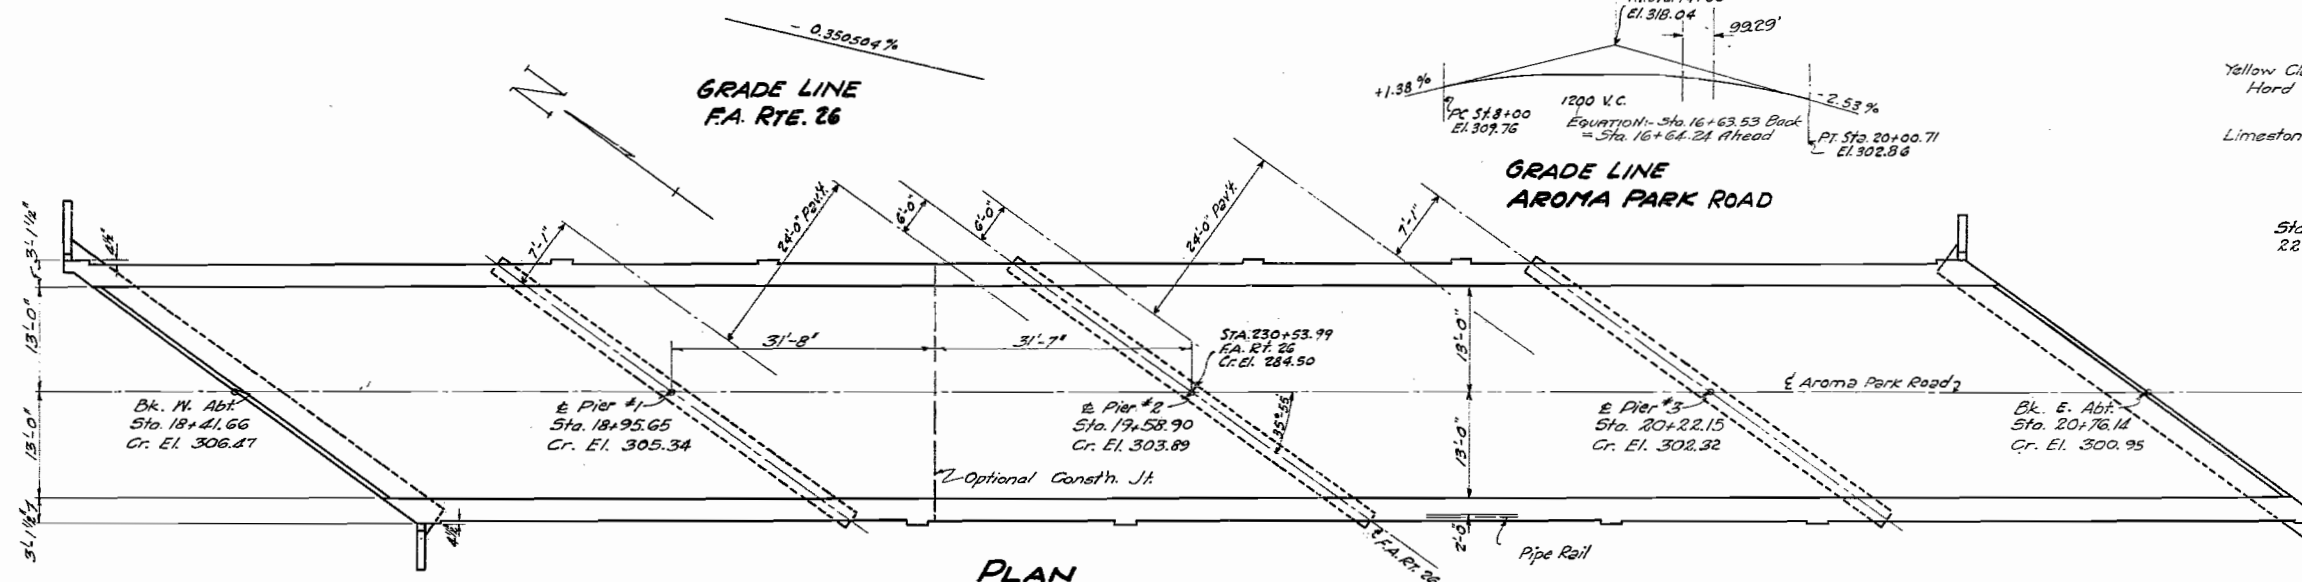 - 0.350504%
GRADE LINE
F.A. RTE. 26
N
El. 318.04
99.29'
+1.38%
-2.53%
PC St. 8+00
El. 309.76
1200 V.C.
EQUATION:- Sta. 16+63.53 Back
= Sta. 16+64.24 Ahead
PT. Sta. 20+00.71
El. 302.86
GRADE LINE
AROMA PARK ROAD
Hard
3'-1 1/2"
13'-0"
13'-0"
3'-1 1/2"
4 1/2"
4 1/2"
7'-1"
24'-0" Pav't.
6'-0"
6'-0"
24'-0" Pav't.
7'-1"
31'-8"
31'-7"
STA. 230+53.99
F.A. Rt. 26
Cr. El. 284.50
13'-0"
13'-0"
2'-0"
35°-55'
℄ Aroma Park Road
Bk. W. Abt.
Sta. 18+41.66
Cr. El. 306.47
℄ Pier #1
Sta. 18+95.65
Cr. El. 305.34
℄ Pier #2
Sta. 19+58.90
Cr. El. 303.89
℄ Pier #3
Sta. 20+22.15
Cr. El. 302.32
Bk. E. Abt.
Sta. 20+76.14
Cr. El. 300.95
Optional Const'n. Jt.
℄ F.A. RT. 26
Pipe Rail
PLAN